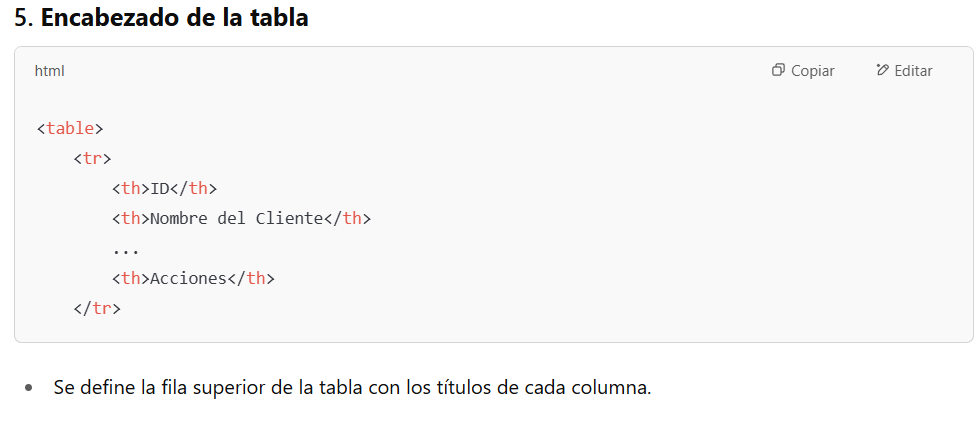 5. Encabezado de la tabla
html
Copiar
Editar
<table>
<tr>
<th>ID</th>
<th>Nombre del Cliente</th>
...
<th>Acciones</th>
</tr>
• Se define la fila superior de la tabla con los títulos de cada columna.